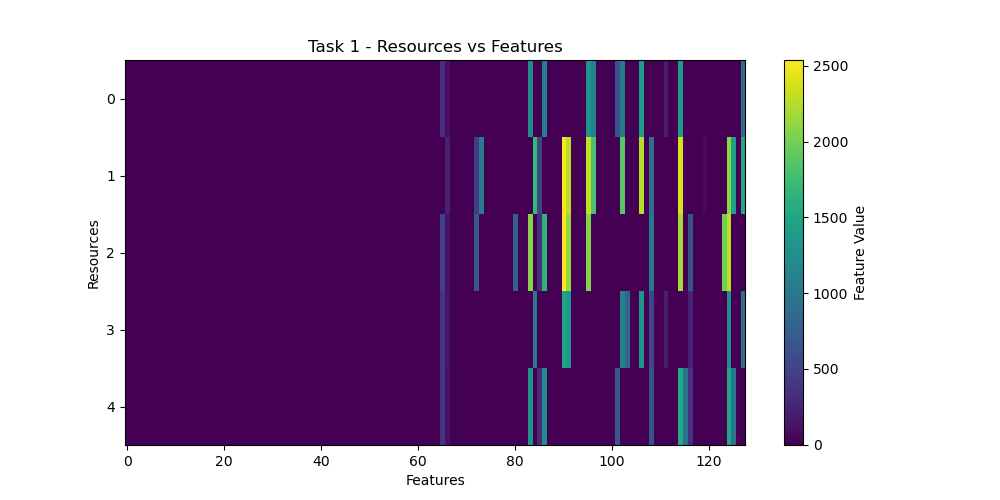 Task 1 - Resources vs Features
Resources
0
1
2
3
4
0 20 40 60 80 100 120
Features
2500
2000
1500
1000
500
0
Feature Value